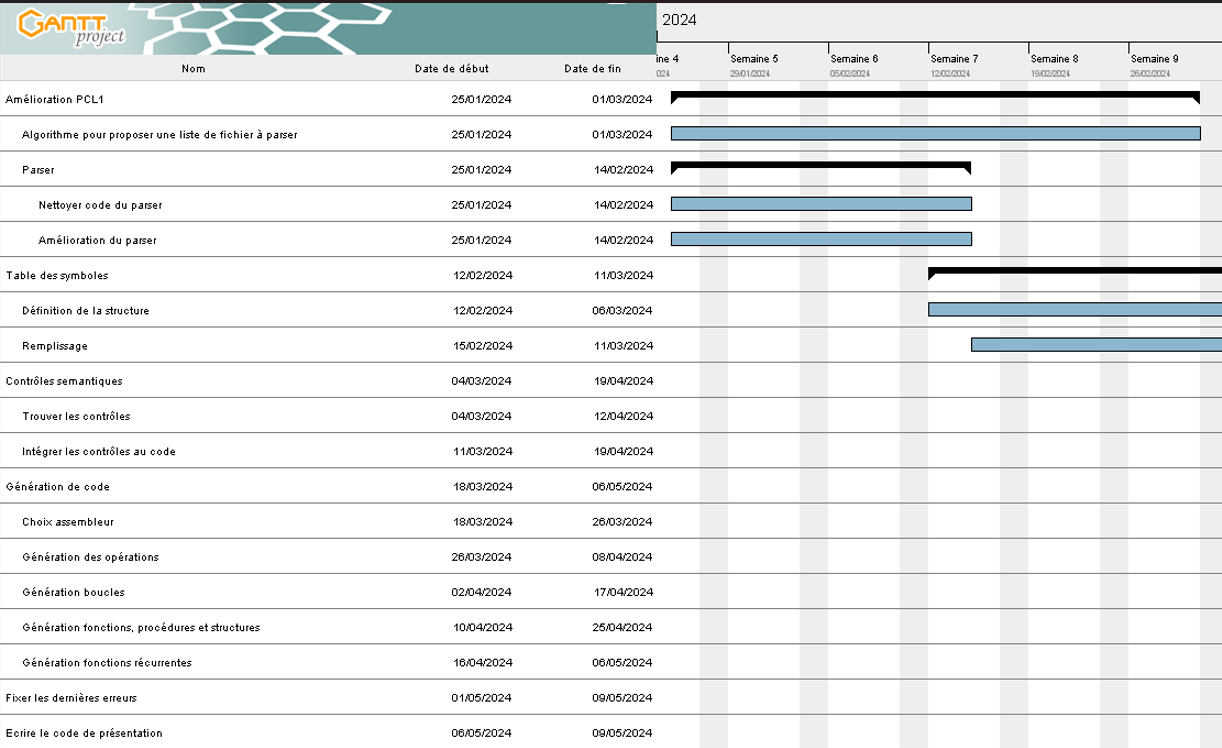 GANTT project
2024
ine 4 Semaine 5 Semaine 6 Semaine 7 Semaine 8 Semaine 9
024 29/01/2024 05/02/2024 12/02/2024 19/02/2024 26/02/2024
Nom Date de début Date de fin
Amélioration PCL1 25/01/2024 01/03/2024
Algorithme pour proposer une liste de fichier à parser 25/01/2024 01/03/2024
Parser 25/01/2024 14/02/2024
Nettoyer code du parser 25/01/2024 14/02/2024
Amélioration du parser 25/01/2024 14/02/2024
Table des symboles 12/02/2024 11/03/2024
Définition de la structure 12/02/2024 06/03/2024
Remplissage 15/02/2024 11/03/2024
Contrôles semantiques 04/03/2024 19/04/2024
Trouver les contrôles 04/03/2024 12/04/2024
Intégrer les contrôles au code 11/03/2024 19/04/2024
Génération de code 18/03/2024 06/05/2024
Choix assembleur 18/03/2024 26/03/2024
Génération des opérations 26/03/2024 08/04/2024
Génération boucles 02/04/2024 17/04/2024
Génération fonctions, procédures et structures 10/04/2024 25/04/2024
Génération fonctions récurrentes 16/04/2024 06/05/2024
Fixer les dernières erreurs 01/05/2024 09/05/2024
Ecrire le code de présentation 06/05/2024 09/05/2024